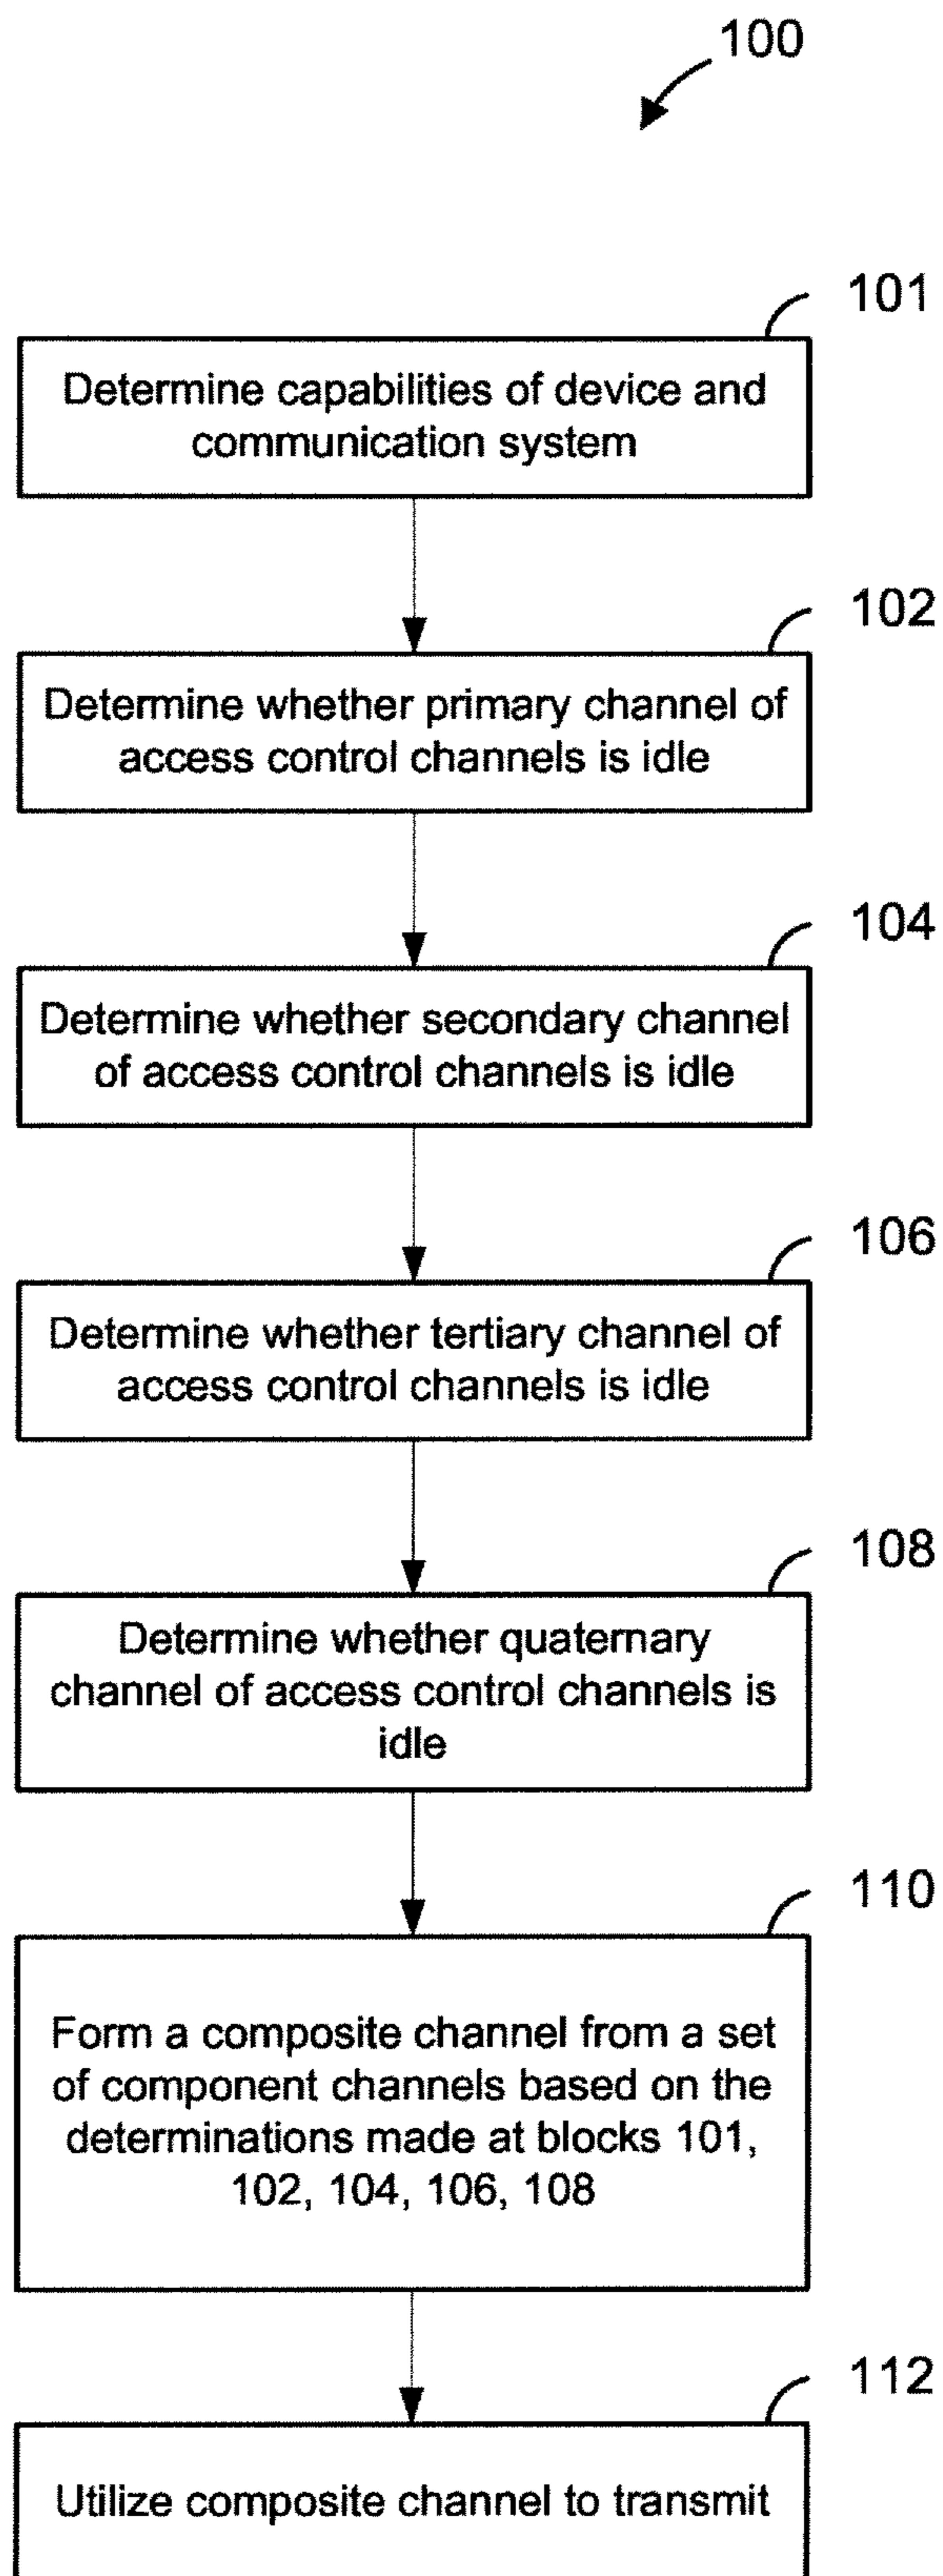 100
101
Determine capabilities of device and
communication system
102
Determine whether primary channel of
access control channels is idle
104
Determine whether secondary channel
of access control channels is idle
106
Determine whether tertiary channel of
access control channels is idle
108
Determine whether quaternary
channel of access control channels is
idle
110
Form a composite channel from a set
of component channels based on the
determinations made at blocks 101,
102, 104, 106, 108
112
Utilize composite channel to transmit